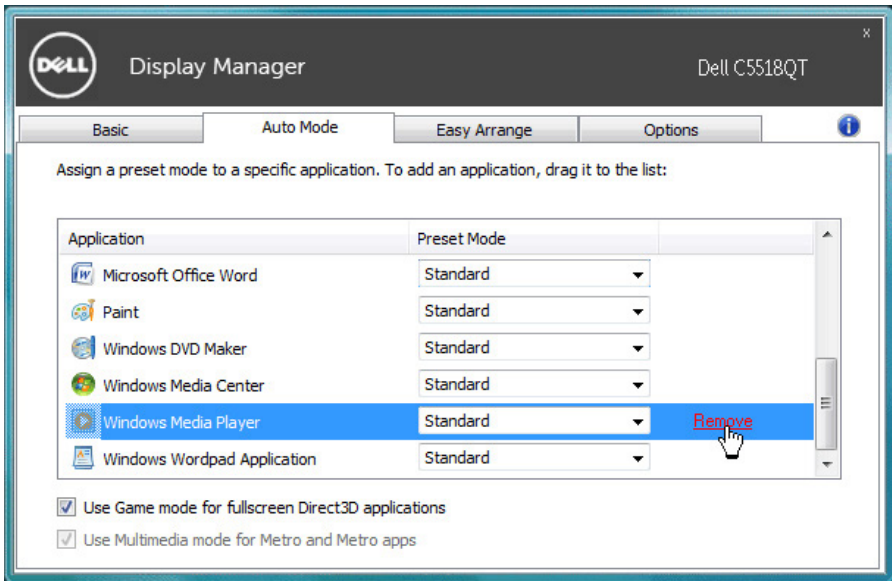 x
DELL Display Manager Dell C5518QT
Basic Auto Mode Easy Arrange Options i
Assign a preset mode to a specific application. To add an application, drag it to the list:
Application Preset Mode
Microsoft Office Word Standard
Paint Standard
Windows DVD Maker Standard
Windows Media Center Standard
Windows Media Player Standard Remove
Windows Wordpad Application Standard
Use Game mode for fullscreen Direct3D applications
Use Multimedia mode for Metro and Metro apps